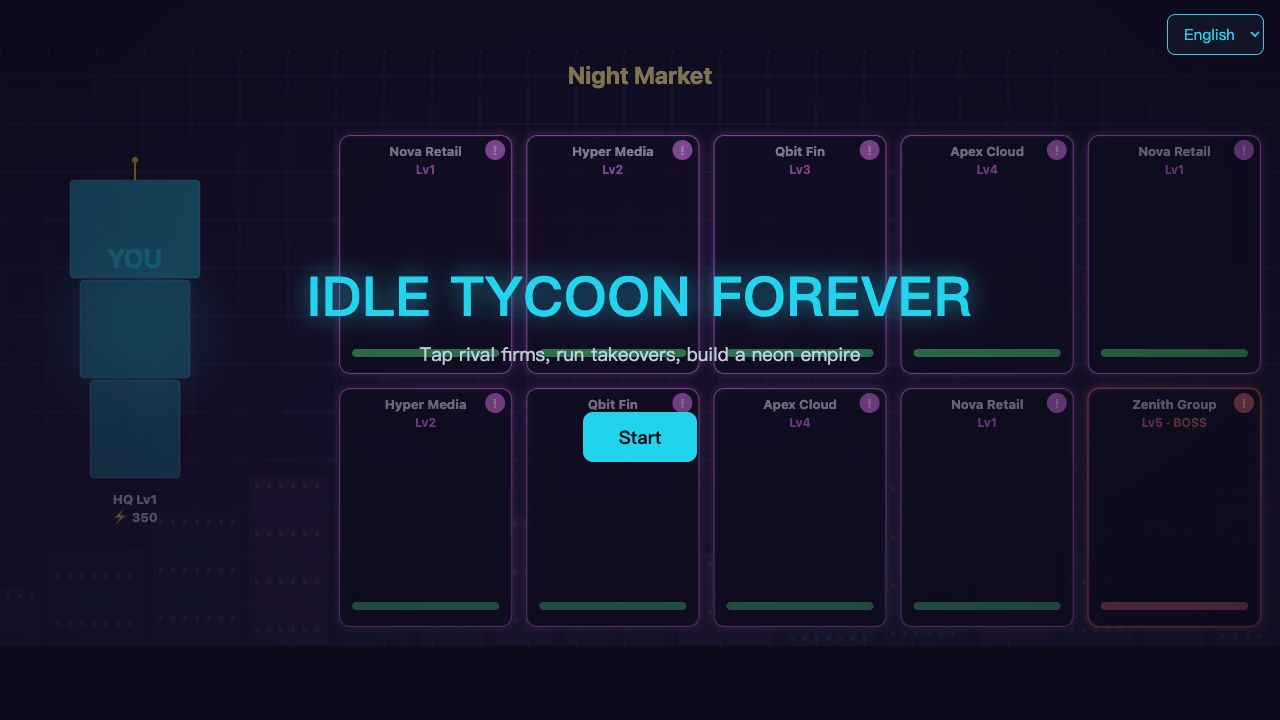 English
Night Market
Nova Retail
Lv1
Hyper Media
Lv2
Qbit Fin
Lv3
Apex Cloud
Lv4
Nova Retail
Lv1
!
!
!
!
!
YOU
IDLE TYCOON FOREVER
Tap rival firms, run takeovers, build a neon empire
Hyper Media
Lv2
Qbit Fin
Apex Cloud
Lv4
Nova Retail
Lv1
Zenith Group
Lv5 · BOSS
!
!
!
!
!
Start
HQ Lv1
⚡ 350